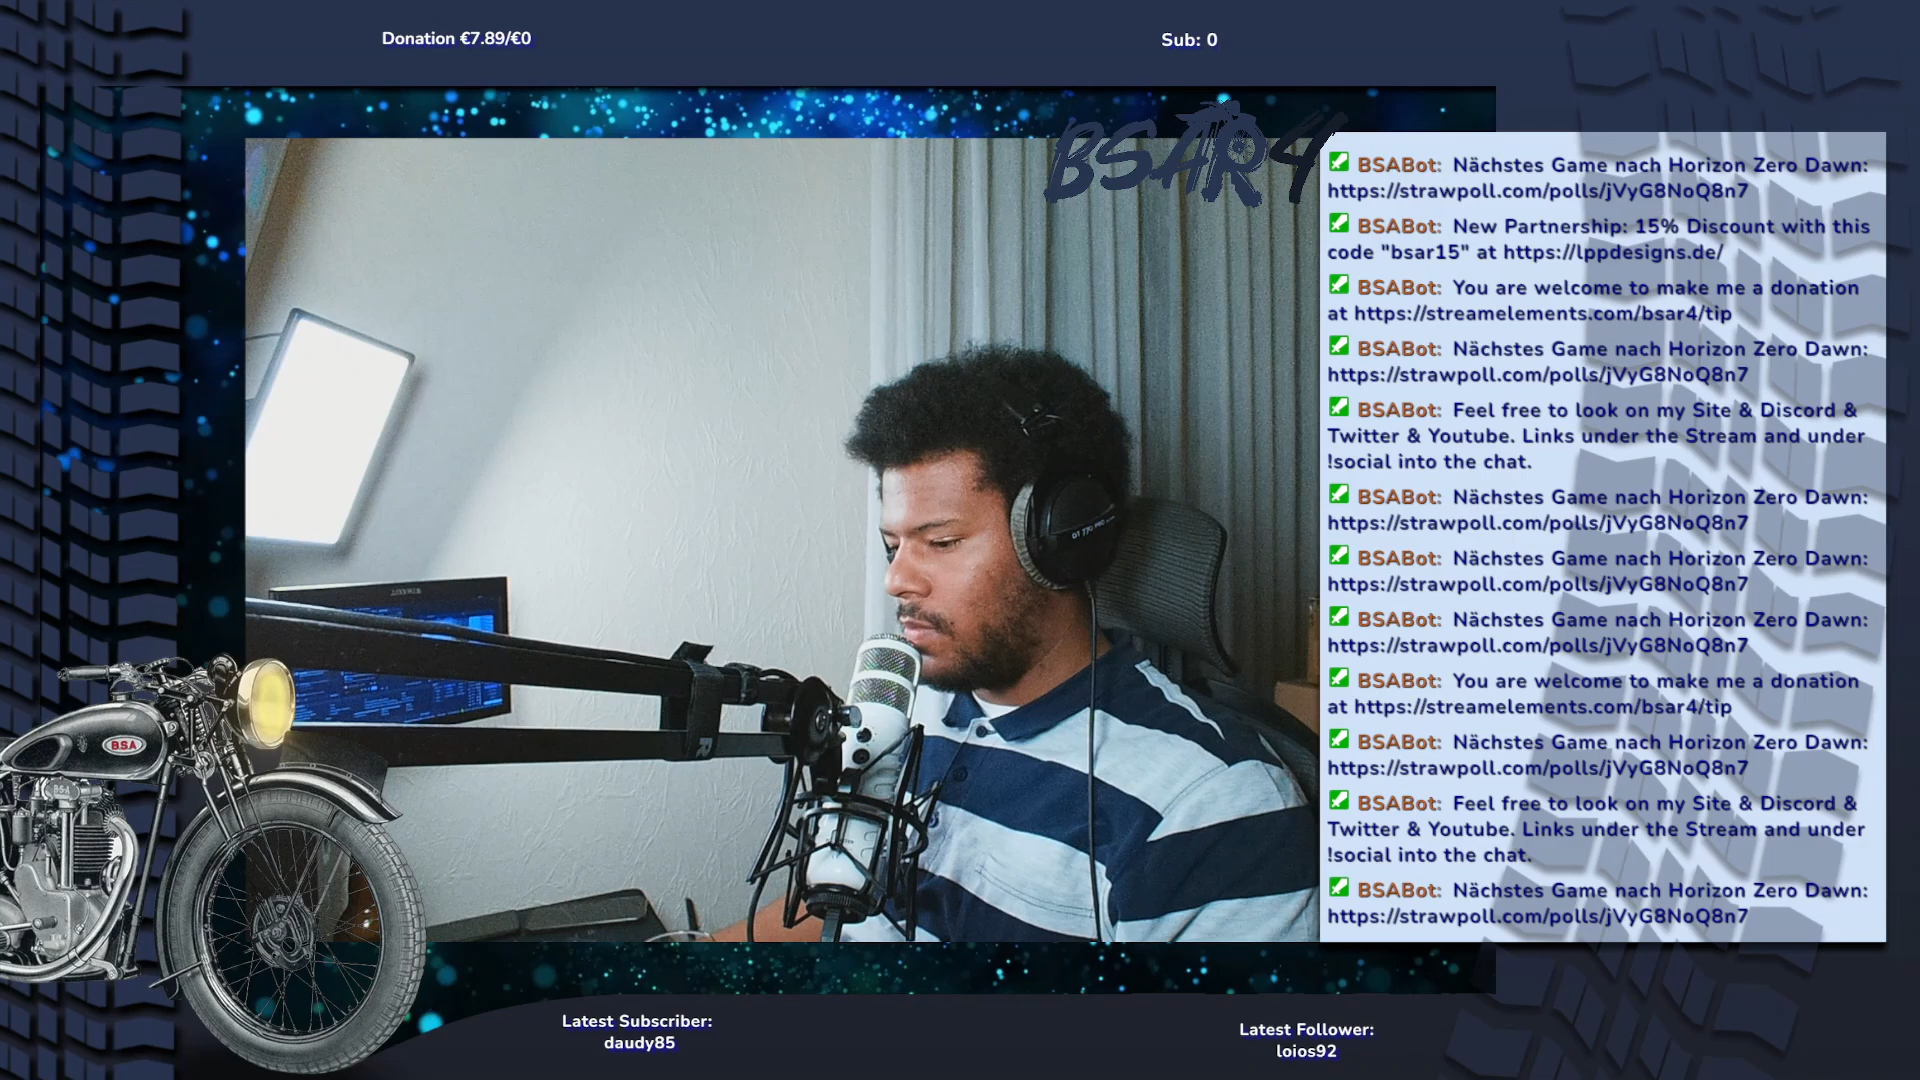 Donation €7.89/€0
Sub: 0
BSAR4
BSABot: Nächstes Game nach Horizon Zero Dawn:
https://strawpoll.com/polls/jVyG8NoQ8n7
BSABot: New Partnership: 15% Discount with this
code "bsar15" at https://lppdesigns.de/
BSABot: You are welcome to make me a donation
at https://streamelements.com/bsar4/tip
BSABot: Nächstes Game nach Horizon Zero Dawn:
https://strawpoll.com/polls/jVyG8NoQ8n7
BSABot: Feel free to look on my Site & Discord &
Twitter & Youtube. Links under the Stream and under
!social into the chat.
BSABot: Nächstes Game nach Horizon Zero Dawn:
https://strawpoll.com/polls/jVyG8NoQ8n7
BSABot: Nächstes Game nach Horizon Zero Dawn:
https://strawpoll.com/polls/jVyG8NoQ8n7
BSABot: Nächstes Game nach Horizon Zero Dawn:
https://strawpoll.com/polls/jVyG8NoQ8n7
BSABot: You are welcome to make me a donation
at https://streamelements.com/bsar4/tip
BSABot: Nächstes Game nach Horizon Zero Dawn:
https://strawpoll.com/polls/jVyG8NoQ8n7
BSABot: Feel free to look on my Site & Discord &
Twitter & Youtube. Links under the Stream and under
!social into the chat.
BSABot: Nächstes Game nach Horizon Zero Dawn:
https://strawpoll.com/polls/jVyG8NoQ8n7
DT 770 PRO
BSA
BSA
R
Latest Subscriber:
daudy85
Latest Follower:
loios92